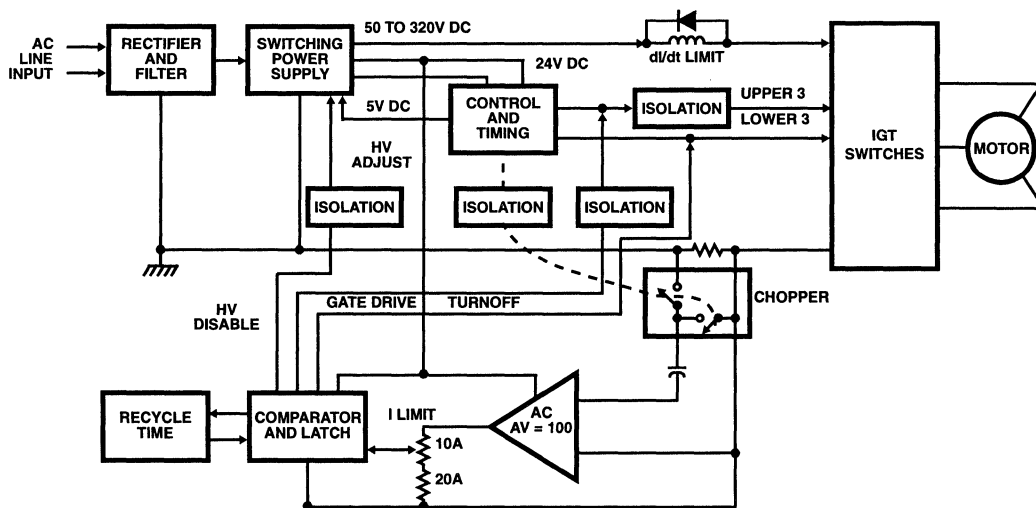 50 TO 320V DC
AC
LINE
INPUT
RECTIFIER
AND
FILTER
SWITCHING
POWER
SUPPLY
dI/dt LIMIT
24V DC
5V DC
CONTROL
AND
TIMING
ISOLATION
UPPER 3
LOWER 3
IGT
SWITCHES
MOTOR
HV
ADJUST
ISOLATION
ISOLATION
ISOLATION
CHOPPER
HV
DISABLE
GATE DRIVE
TURNOFF
RECYCLE
TIME
COMPARATOR
AND LATCH
I LIMIT
10A
20A
AC
AV = 100